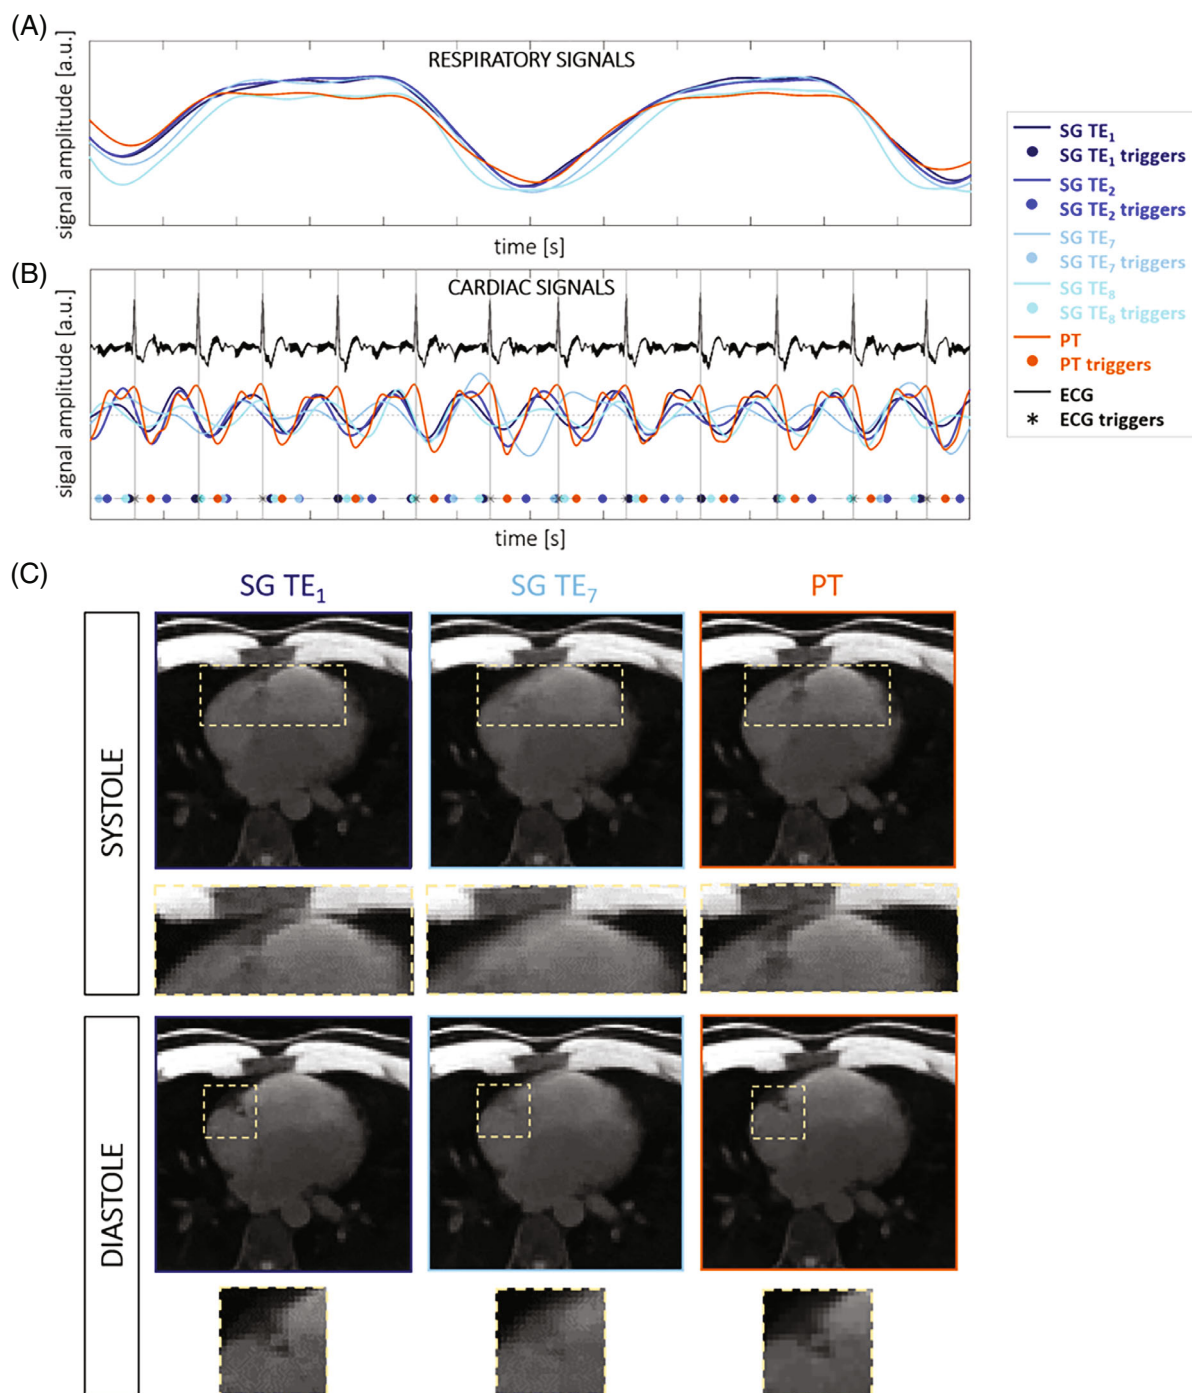 (A)
RESPIRATORY SIGNALS
signal amplitude [a.u.]
time [s]
(B)
CARDIAC SIGNALS
signal amplitude [a.u.]
time [s]
SG TE₁
SG TE₁ triggers
SG TE₂
SG TE₂ triggers
SG TE₇
SG TE₇ triggers
SG TE₈
SG TE₈ triggers
PT
PT triggers
ECG
ECG triggers
(C)
SG TE₁
SG TE₇
PT
SYSTOLE
DIASTOLE